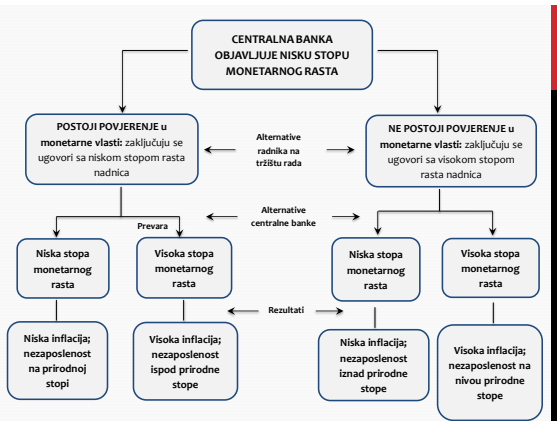 CENTRALNA BANKA
OBJAVLJUJE NISKU STOPU
MONETARNOG RASTA
POSTOJI POVJERENJE u
monetarne vlasti: zaključuju se
ugovori sa niskom stopom rasta
nadnica
Alternative
radnika na
tržištu rada
NE POSTOJI POVJERENJE u
monetarne vlasti: zaključuju se
ugovori sa visokom stopom
rasta nadnica
Alternative
centralne banke
Prevara
Niska stopa
monetarnog
rasta
Visoka stopa
monetarnog
rasta
Niska stopa
monetarnog
rasta
Visoka stopa
monetarnog
rasta
Rezultati
Niska inflacija;
nezaposlenost
na prirodnoj
stopi
Visoka inflacija;
nezaposlenost
ispod prirodne
stope
Niska inflacija;
nezaposlenost
iznad prirodne
stope
Visoka inflacija;
nezaposlenost na
nivou prirodne
stope